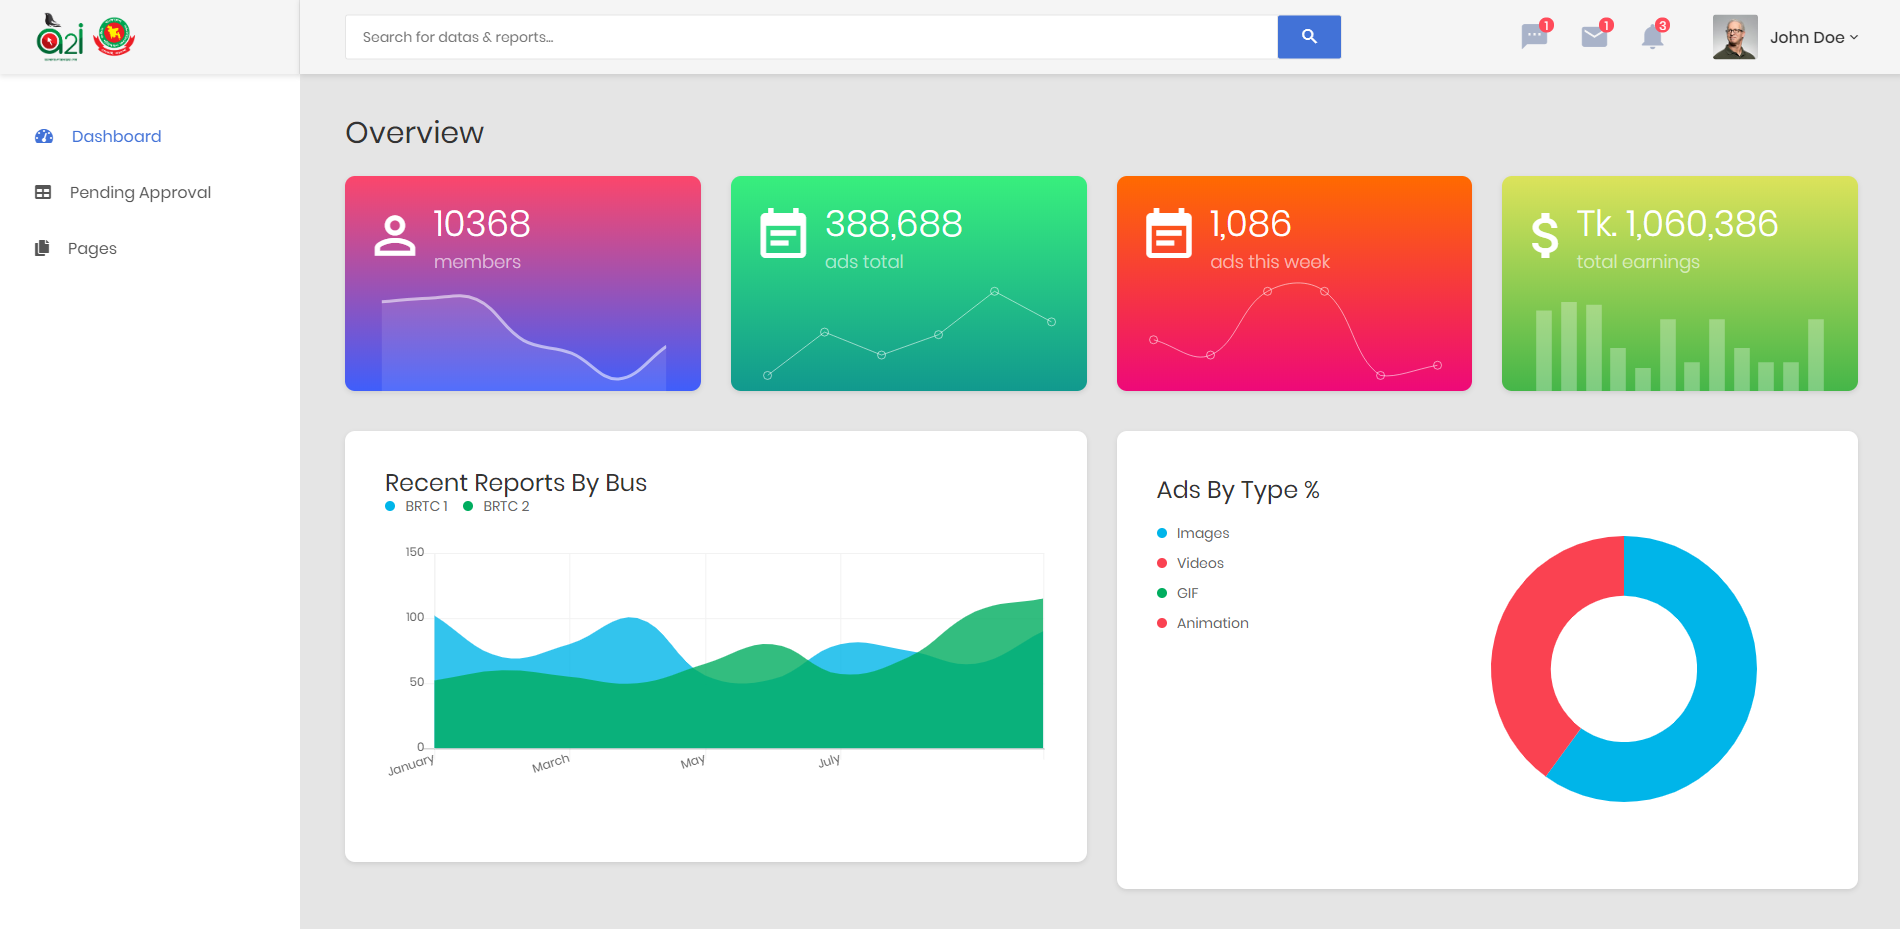 a2i
Search for datas & reports...
1
1
3
John Doe
Dashboard
Pending Approval
Pages
Overview
10368
members
388,688
ads total
1,086
ads this week
Tk. 1,060,386
total earnings
Recent Reports By Bus
BRTC 1
BRTC 2
150
100
50
0
January
March
May
July
Ads By Type %
Images
Videos
GIF
Animation